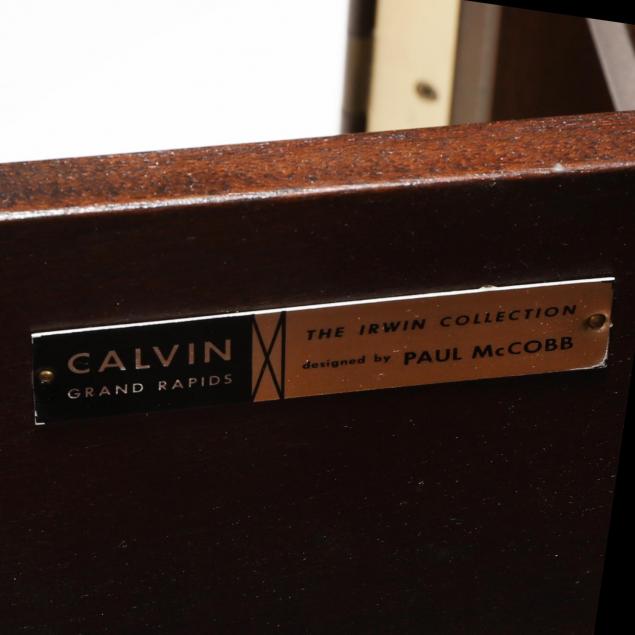 CALVIN
GRAND RAPIDS
THE IRWIN COLLECTION
designed by PAUL McCOBB